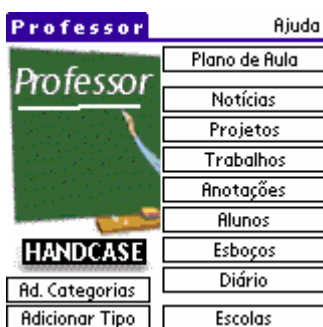 Professor Ajuda
Professor
HANDCASE
Ad. Categorias
Adicionar Tipo
Plano de Aula
Notícias
Projetos
Trabalhos
Anotações
Alunos
Esboços
Diário
Escolas